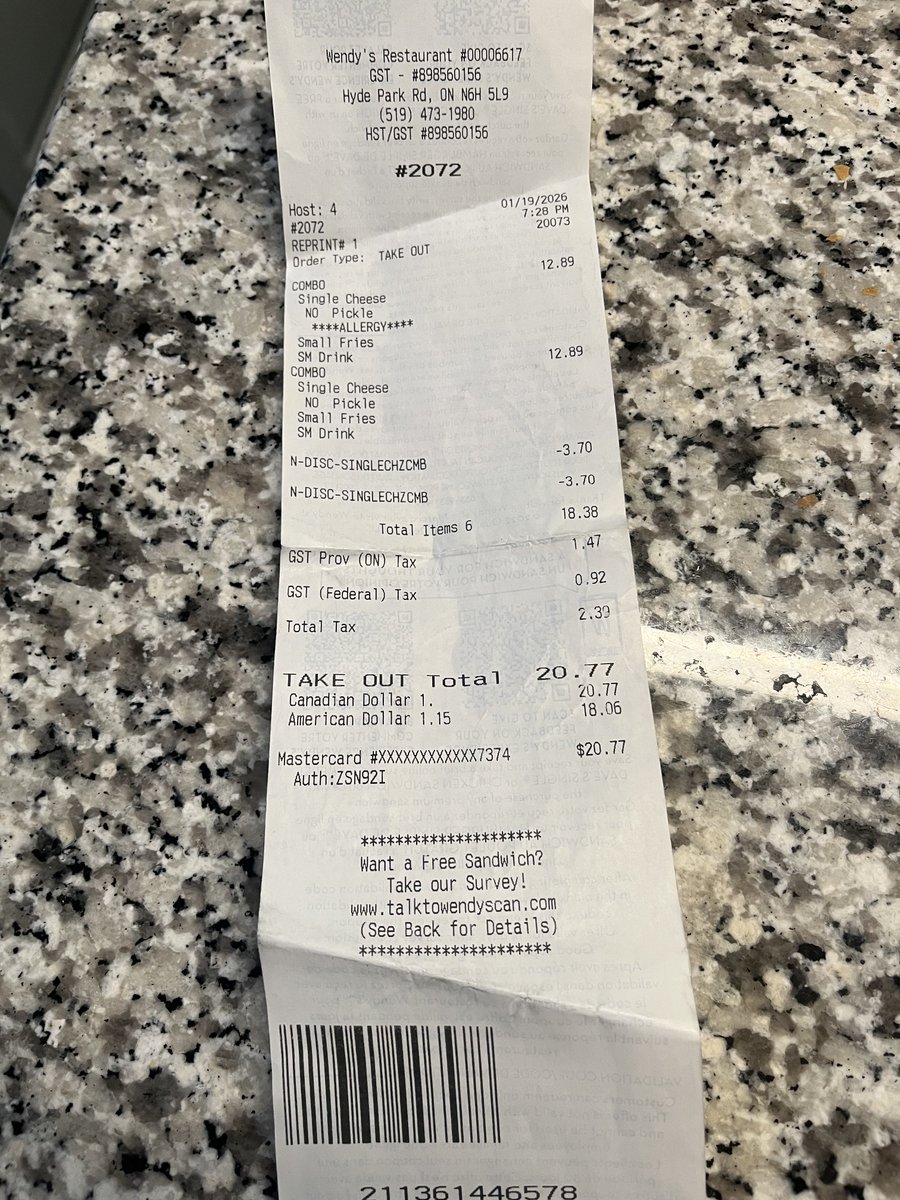 Wendy's Restaurant #00006617
GST - #898560156
Hyde Park Rd, ON N6H 5L9
(519) 473-1980
HST/GST #898560156
#2072
Host: 4 01/19/2026
#2072 7:28 PM
REPRINT# 1 20073
Order Type: TAKE OUT
COMBO 12.89
Single Cheese
NO Pickle
****ALLERGY****
Small Fries
SM Drink
COMBO 12.89
Single Cheese
NO Pickle
Small Fries
SM Drink
N-DISC-SINGLECHZCMB -3.70
N-DISC-SINGLECHZCMB -3.70
Total Items 6 18.38
GST Prov (ON) Tax 1.47
GST (Federal) Tax 0.92
Total Tax 2.39
TAKE OUT Total 20.77
Canadian Dollar 1. 20.77
American Dollar 1.15 18.06
Mastercard #XXXXXXXXXXXX7374 $20.77
Auth:ZSN92I
*********************
Want a Free Sandwich?
Take our Survey!
www.talktowendyscan.com
(See Back for Details)
*********************
211361446578